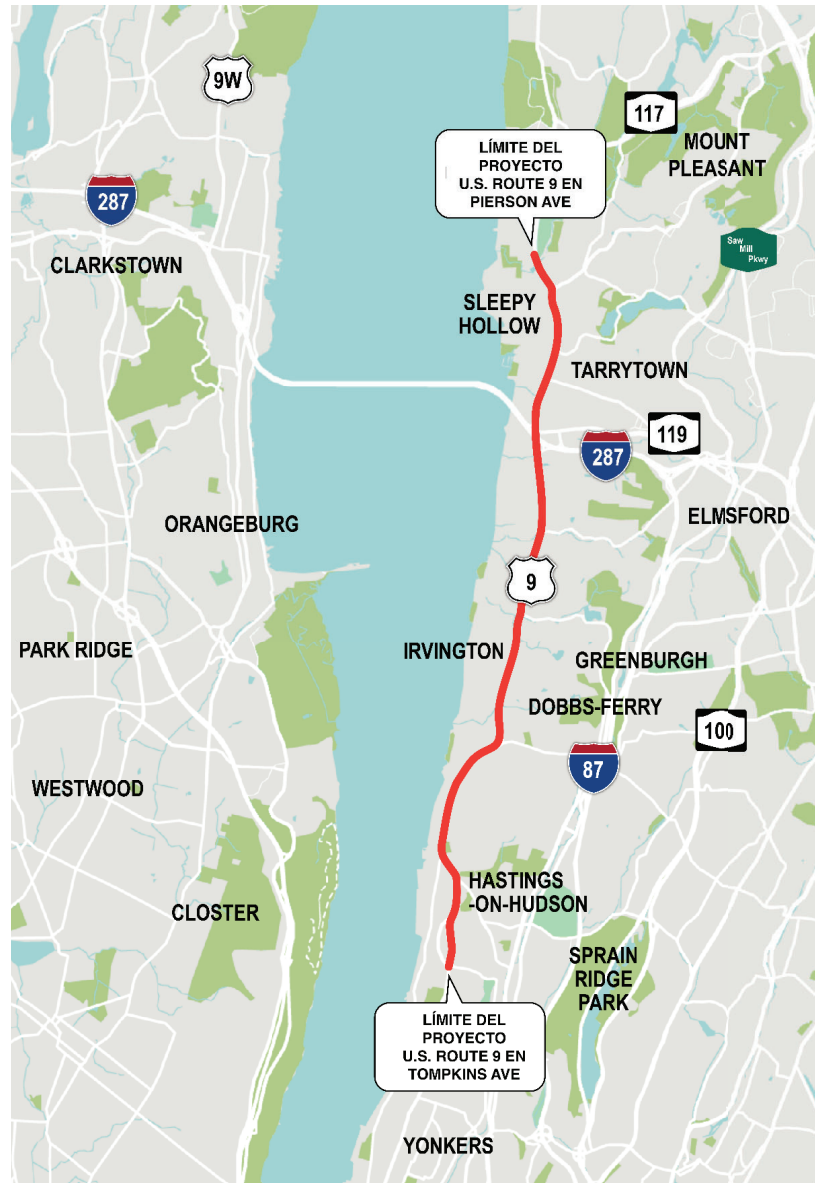 9W
117
MOUNT
PLEASANT
LÍMITE DEL
PROYECTO
U.S. ROUTE 9 EN
PIERSON AVE
287
CLARKSTOWN
Saw
Mill
Pkwy
SLEEPY
HOLLOW
TARRYTOWN
119
287
ELMSFORD
ORANGEBURG
9
PARK RIDGE
IRVINGTON
GREENBURGH
DOBBS-FERRY
100
87
WESTWOOD
HASTINGS
-ON-HUDSON
CLOSTER
SPRAIN
RIDGE
PARK
LÍMITE DEL
PROYECTO
U.S. ROUTE 9 EN
TOMPKINS AVE
YONKERS